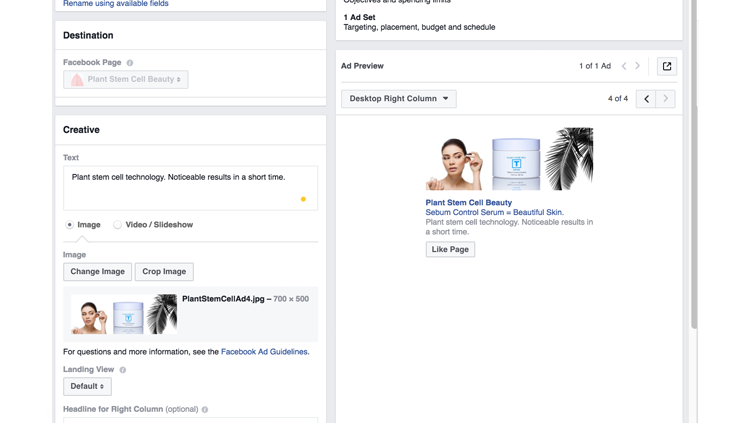 Rename using available fields
Destination
Facebook Page
Plant Stem Cell Beauty
Creative
Text
Plant stem cell technology. Noticeable results in a short time.
Image
Video / Slideshow
Image
Change Image
Crop Image
PlantStemCellAd4.jpg – 700 × 500
For questions and more information, see the Facebook Ad Guidelines.
Landing View
Default
Headline for Right Column (optional)
Objectives and spending limits
1 Ad Set
Targeting, placement, budget and schedule
Ad Preview
1 of 1 Ad
Desktop Right Column
4 of 4
Plant Stem Cell Beauty
Sebum Control Serum = Beautiful Skin.
Plant stem cell technology. Noticeable results in
a short time.
Like Page